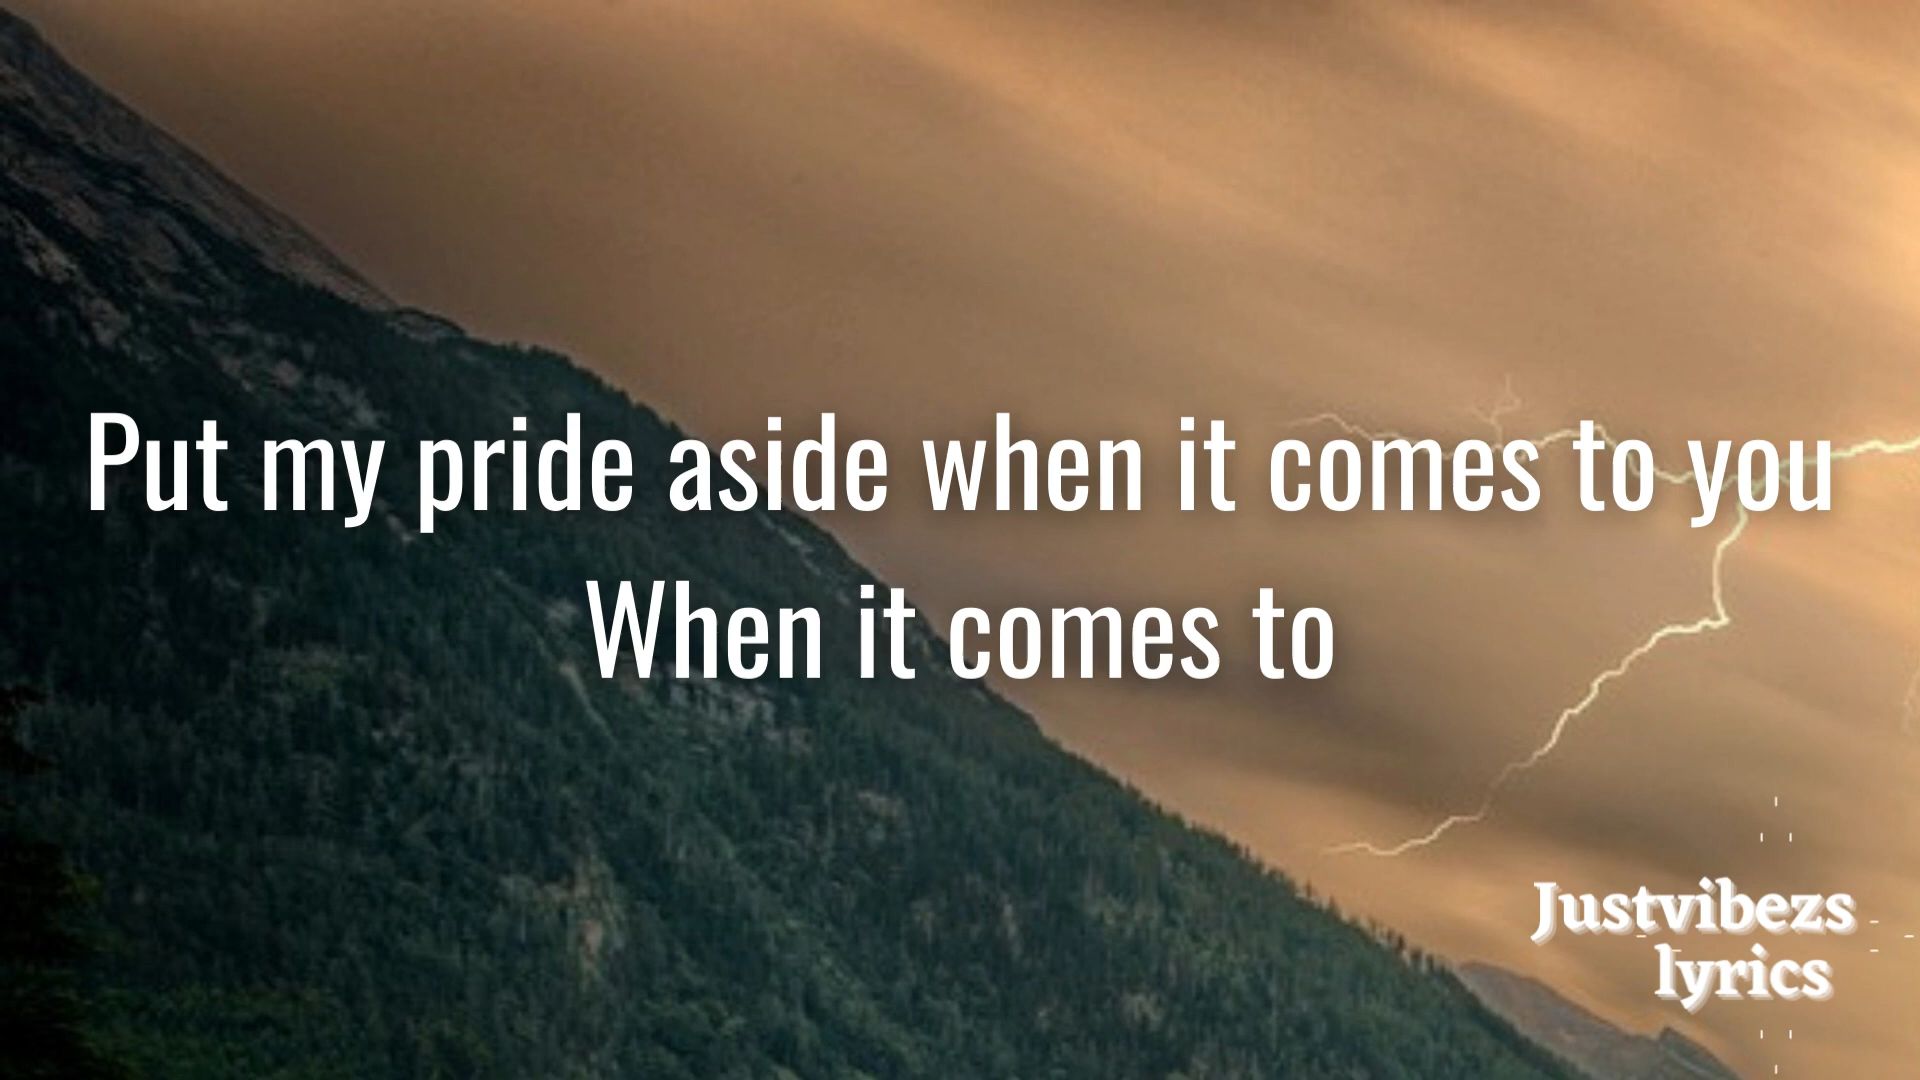 Put my pride aside when it comes to you
When it comes to
Justvibezs
lyrics